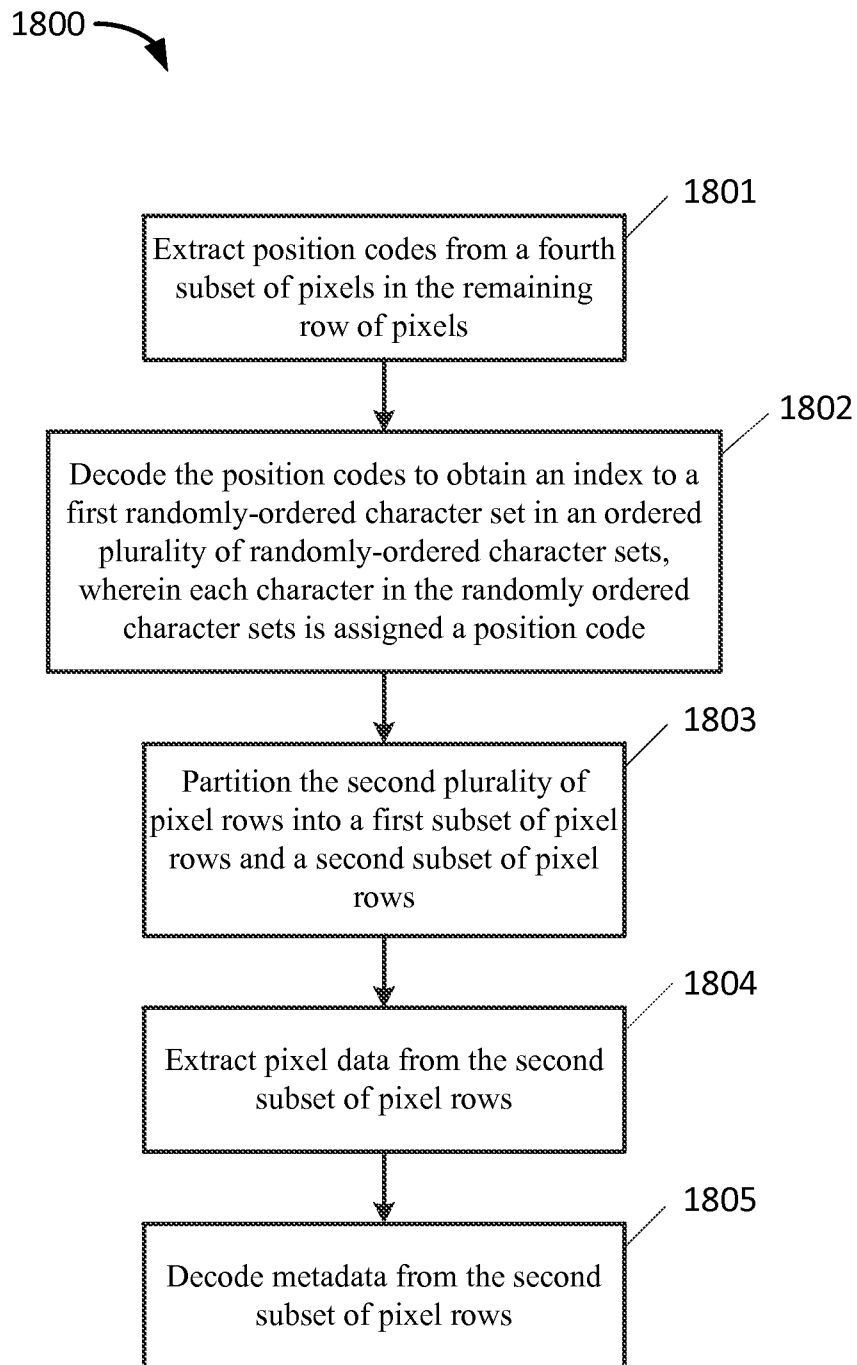 1800
1801
Extract position codes from a fourth
subset of pixels in the remaining
row of pixels
1802
Decode the position codes to obtain an index to a
first randomly-ordered character set in an ordered
plurality of randomly-ordered character sets,
wherein each character in the randomly ordered
character sets is assigned a position code
1803
Partition the second plurality of
pixel rows into a first subset of pixel
rows and a second subset of pixel
rows
1804
Extract pixel data from the second
subset of pixel rows
1805
Decode metadata from the second
subset of pixel rows